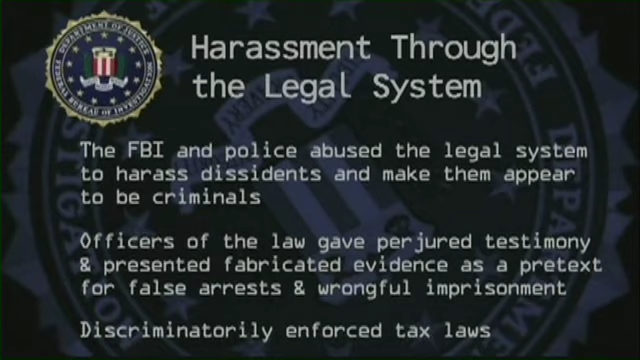 Harassment Through
the Legal System
The FBI and police abused the legal system
to harass dissidents and make them appear
to be criminals
Officers of the law gave perjured testimony
& presented fabricated evidence as a pretext
for false arrests & wrongful imprisonment
Discriminatorily enforced tax laws